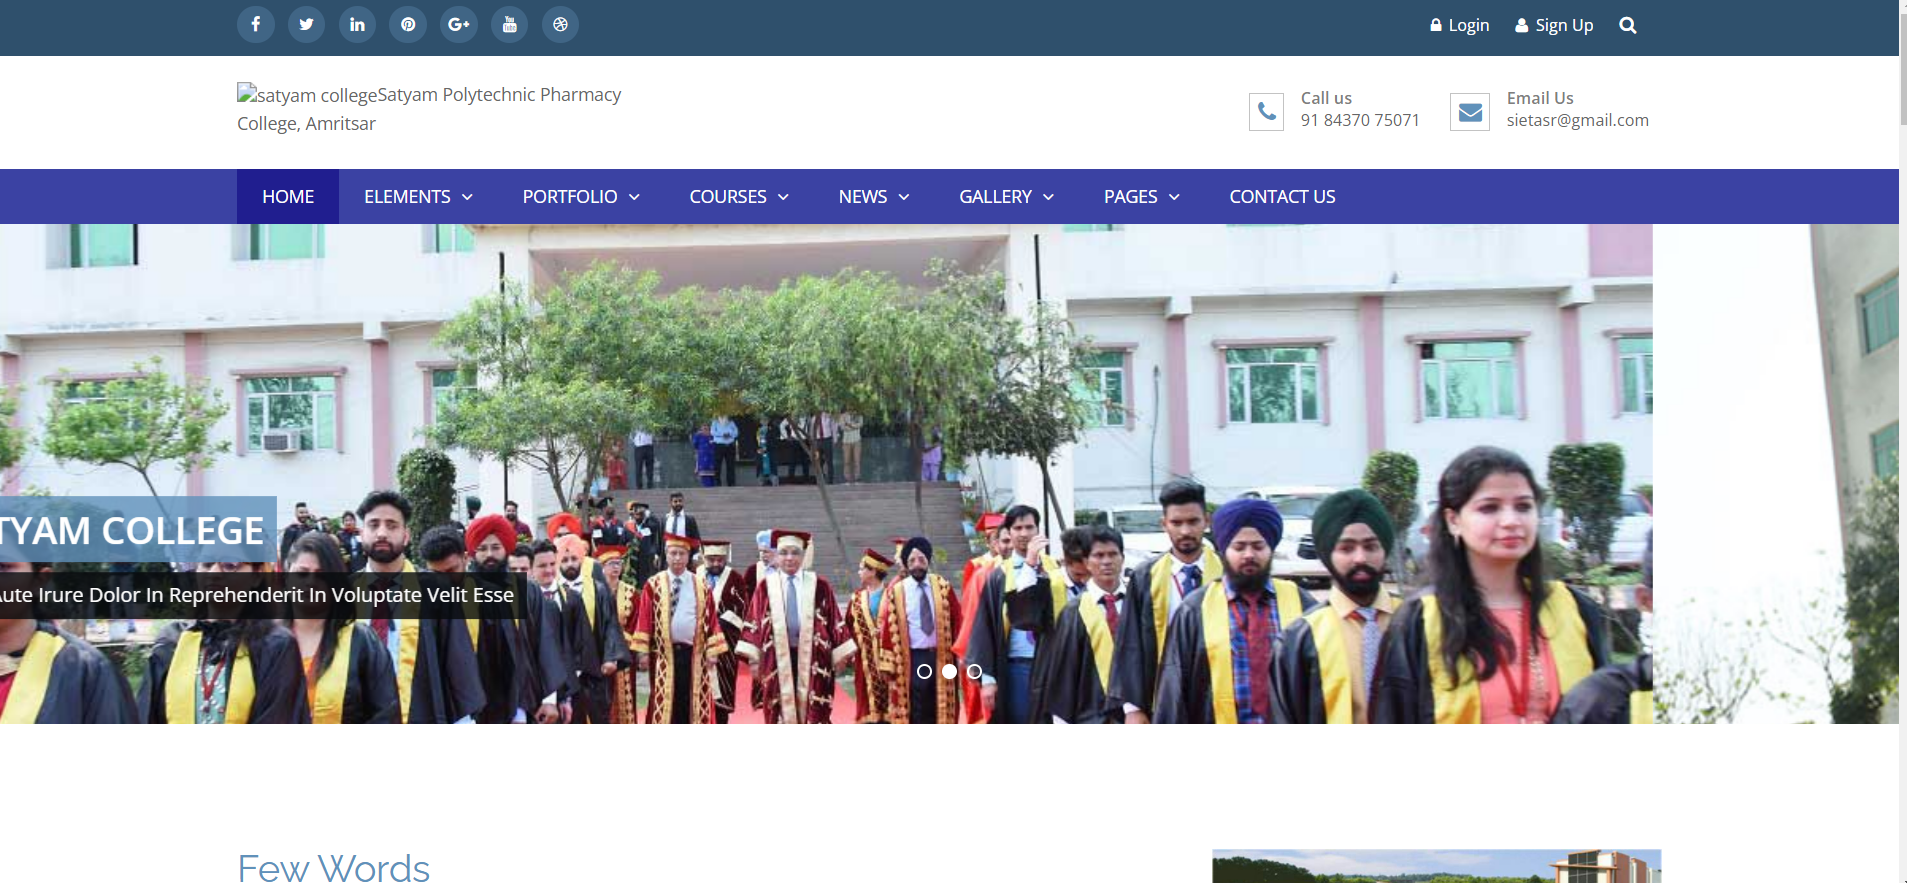 Login Sign Up
satyam collegeSatyam Polytechnic Pharmacy
College, Amritsar
Call us
91 84370 75071
Email Us
sietasr@gmail.com
HOME ELEMENTS PORTFOLIO COURSES NEWS GALLERY PAGES CONTACT US
TYAM COLLEGE
Aute Irure Dolor In Reprehenderit In Voluptate Velit Esse
Few Words